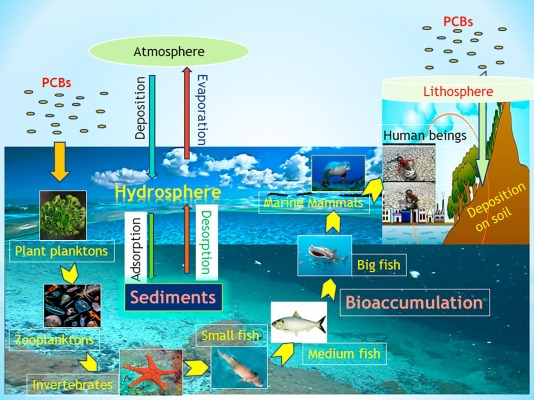 PCBs
Atmosphere
PCBs
Lithosphere
Deposition
Evaporation
Human beings
Hydrosphere
Marine Mammals
Deposition
on soil
Plant planktons
Adsorption
Desorption
Big fish
Sediments
Bioaccumulation
Zooplanktons
Small fish
Medium fish
Invertebrates